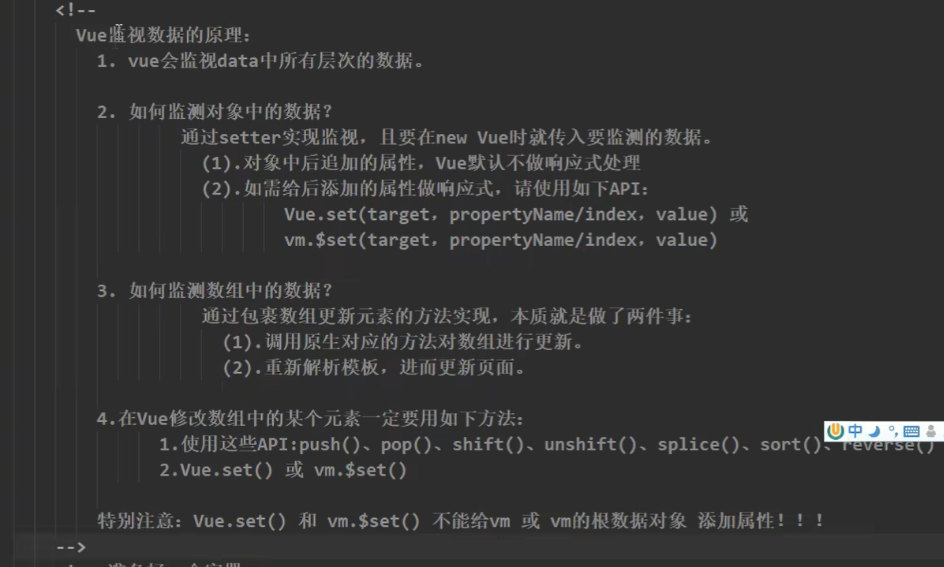 <!--
Vue监视数据的原理：
1. vue会监视data中所有层次的数据。
2. 如何监测对象中的数据？
通过setter实现监视，且要在new Vue时就传入要监测的数据。
(1).对象中后追加的属性，Vue默认不做响应式处理
(2).如需给后添加的属性做响应式，请使用如下API：
Vue.set(target，propertyName/index，value) 或
vm.$set(target，propertyName/index，value)
3. 如何监测数组中的数据？
通过包裹数组更新元素的方法实现，本质就是做了两件事：
(1).调用原生对应的方法对数组进行更新。
(2).重新解析模板，进而更新页面。
4.在Vue修改数组中的某个元素一定要用如下方法：
1.使用这些API:push()、pop()、shift()、unshift()、splice()、sort()、reverse()
中
2.Vue.set() 或 vm.$set()
特别注意：Vue.set() 和 vm.$set() 不能给vm 或 vm的根数据对象 添加属性！！！
-->